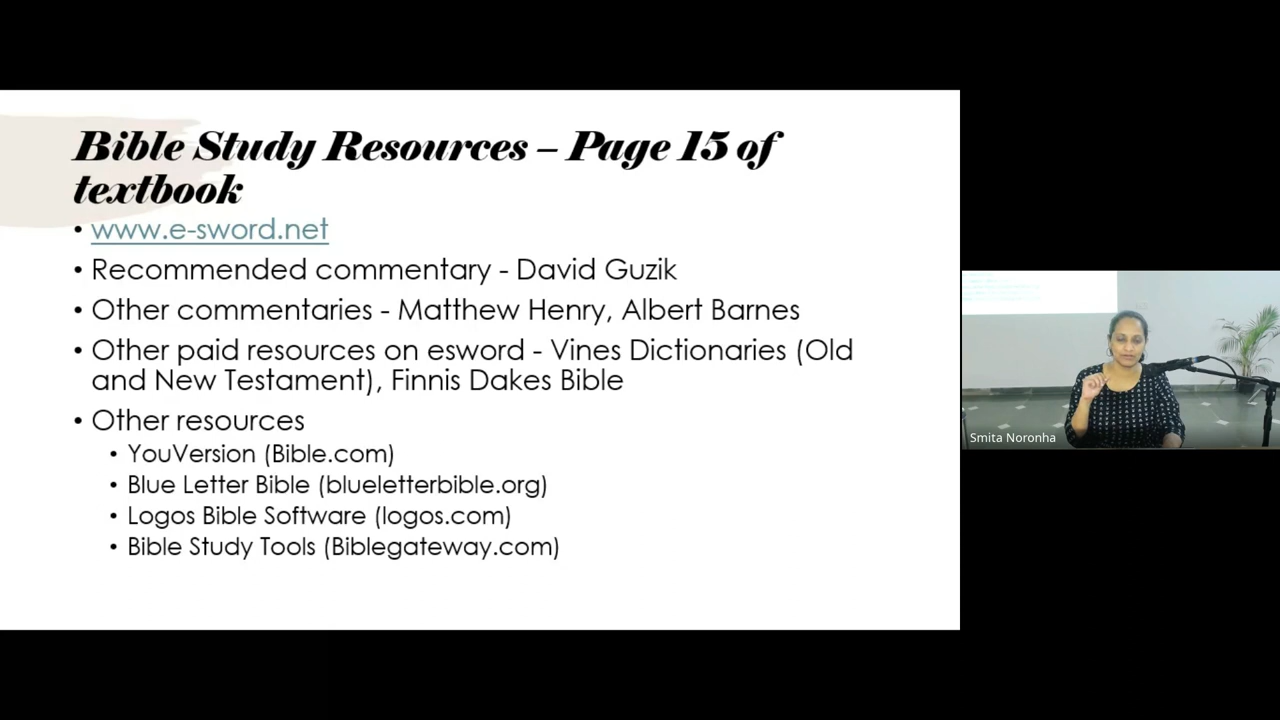 Bible Study Resources – Page 15 of
textbook
• www.e-sword.net
• Recommended commentary - David Guzik
• Other commentaries - Matthew Henry, Albert Barnes
• Other paid resources on esword - Vines Dictionaries (Old
and New Testament), Finnis Dakes Bible
• Other resources
• YouVersion (Bible.com)
• Blue Letter Bible (blueletterbible.org)
• Logos Bible Software (logos.com)
• Bible Study Tools (Biblegateway.com)
Smita Noronha